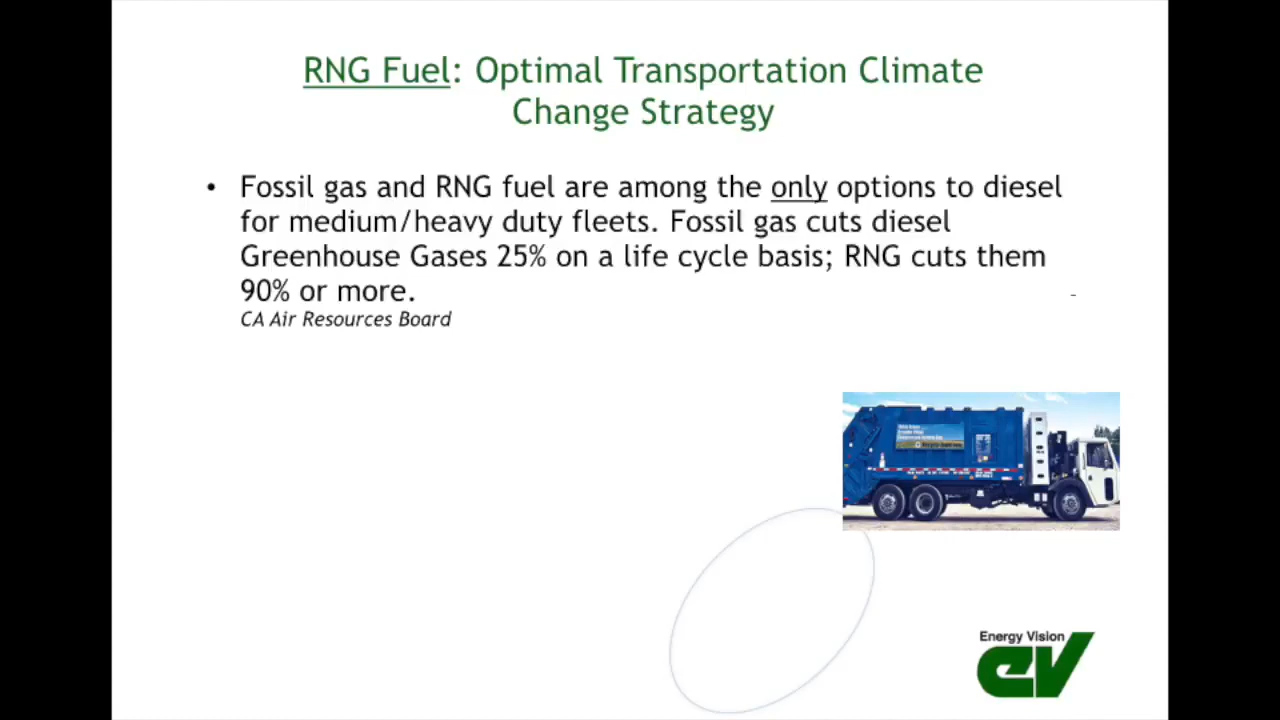 RNG Fuel: Optimal Transportation Climate
Change Strategy
• Fossil gas and RNG fuel are among the only options to diesel
for medium/heavy duty fleets. Fossil gas cuts diesel
Greenhouse Gases 25% on a life cycle basis; RNG cuts them
90% or more.
CA Air Resources Board
-
Energy Vision
ev